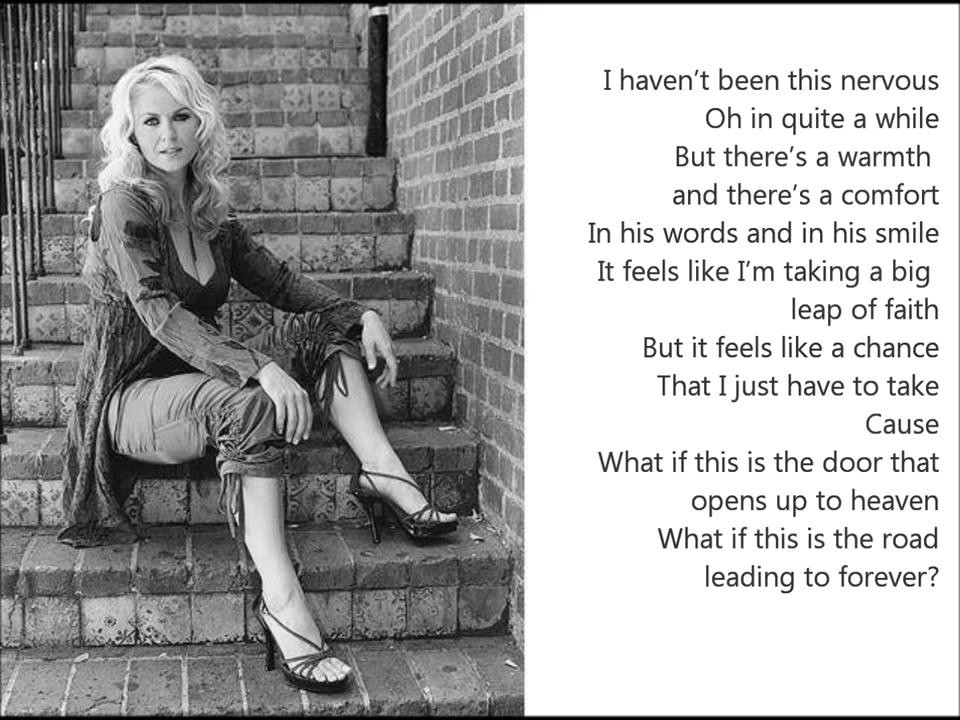 I haven't been this nervous
Oh in quite a while
But there's a warmth
and there's a comfort
In his words and in his smile
It feels like I'm taking a big
leap of faith
But it feels like a chance
That I just have to take
Cause
What if this is the door that
opens up to heaven
What if this is the road
leading to forever?